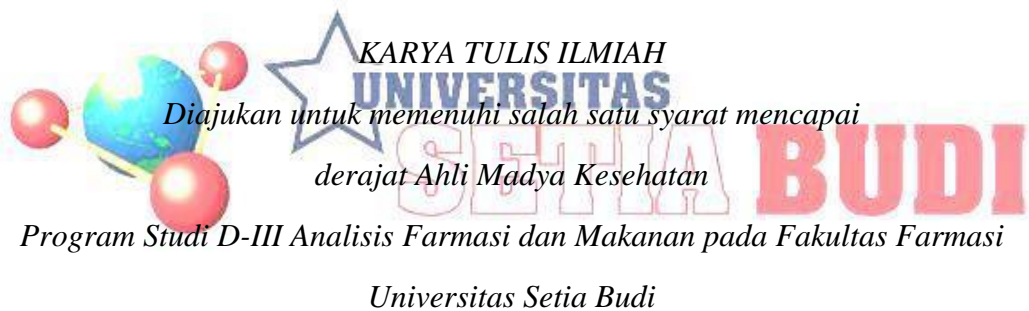 KARYA TULIS ILMIAH
UNIVERSITAS
Diajukan untuk memenuhi salah satu syarat mencapai
SETIA BUDI
derajat Ahli Madya Kesehatan
Program Studi D-III Analisis Farmasi dan Makanan pada Fakultas Farmasi
Universitas Setia Budi